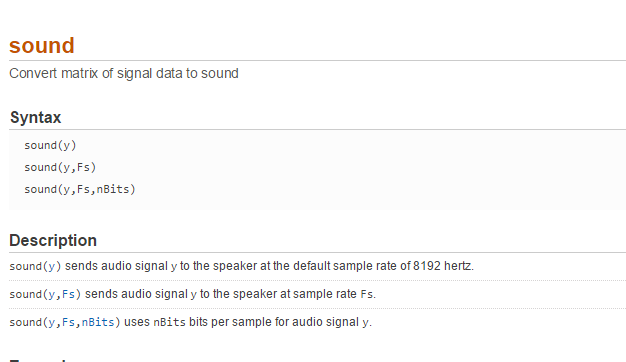 sound
Convert matrix of signal data to sound
Syntax
sound(y)
sound(y,Fs)
sound(y,Fs,nBits)
Description
sound(y) sends audio signal y to the speaker at the default sample rate of 8192 hertz.
sound(y,Fs) sends audio signal y to the speaker at sample rate Fs.
sound(y,Fs,nBits) uses nBits bits per sample for audio signal y.